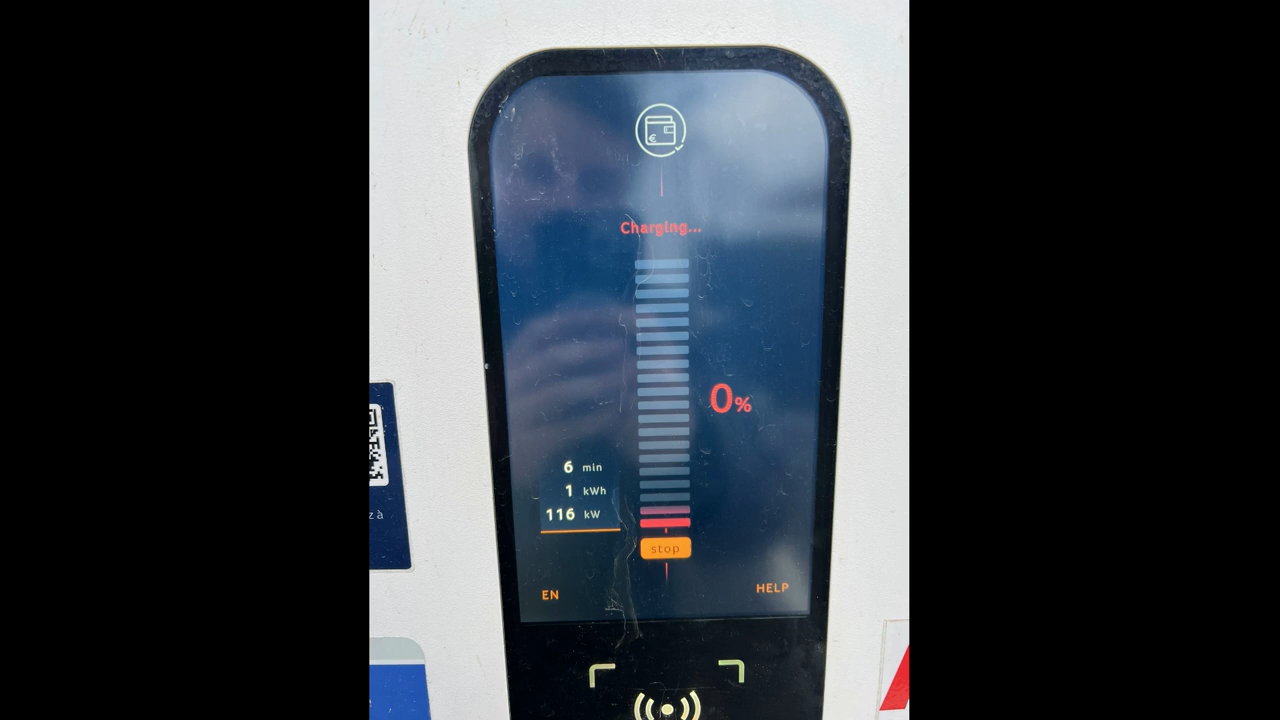 €
Charging...
0%
6 min
1 kWh
116 kW
stop
EN
HELP
z à